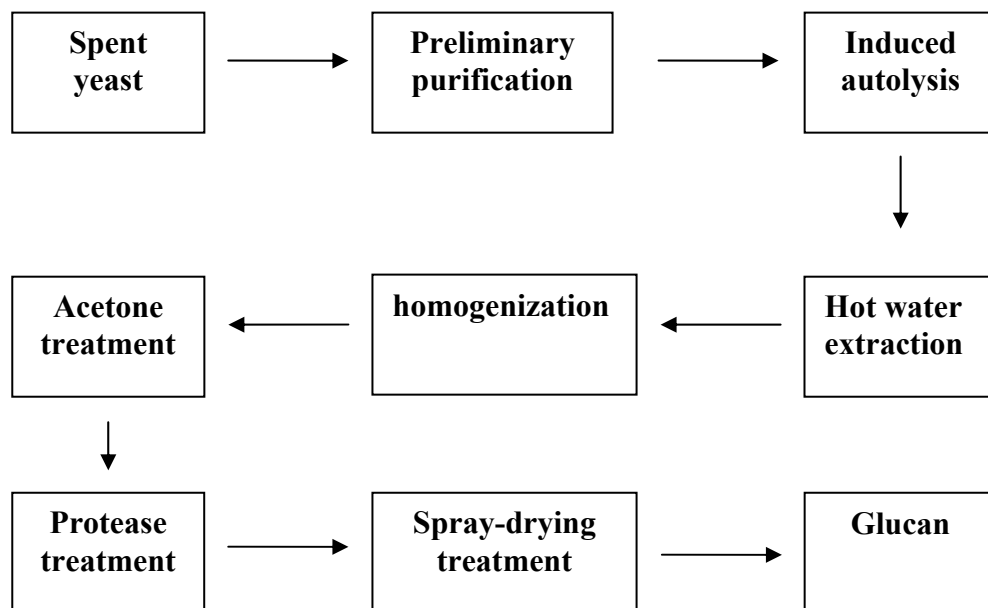 Spent
yeast
Preliminary
purification
Induced
autolysis
Hot water
extraction
homogenization
Acetone
treatment
Protease
treatment
Spray-drying
treatment
Glucan